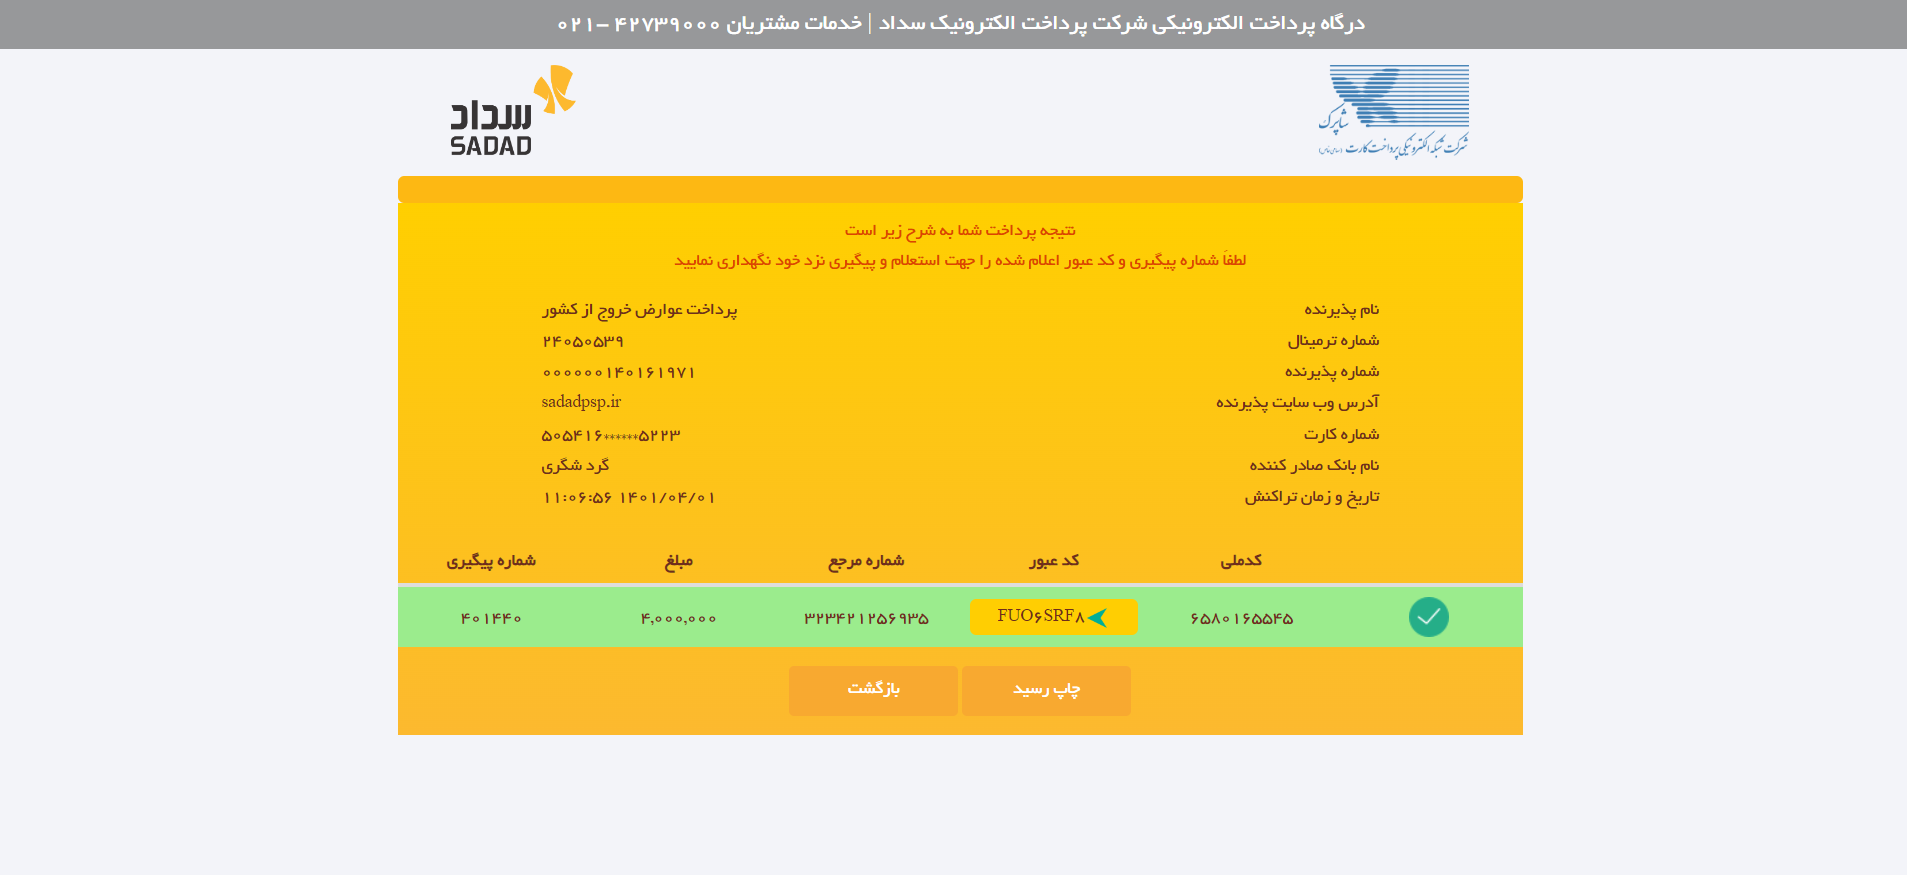 درگاه پرداخت الکترونیکی شرکت پرداخت الکترونیک سداد | خدمات مشتریان ۴۲۷۳۹۰۰۰ –۰۲۱
شاپرک
شرکت شبکه الکترونیکی پرداخت کارت (سهامی خاص)
سداد
SADAD
نتیجه پرداخت شما به شرح زیر است
لطفاَ شماره پیگیری و کد عبور اعلام شده را جهت استعلام و پیگیری نزد خود نگهداری نمایید
نام پذیرنده پرداخت عوارض خروج از کشور
شماره ترمینال ۲۴۰۵۰۵۳۹
شماره پذیرنده ۰۰۰۰۰۰۱۴۰۱۶۱۹۷۱
آدرس وب سایت پذیرنده sadadpsp.ir
شماره کارت ۵۰۵۴۱۶******۵۲۲۳
نام بانک صادر کننده گرد شگری
تاریخ و زمان تراکنش ۱۱:۰۶:۵۶ ۱۴۰۱/۰۴/۰۱
کدملی کد عبور شماره مرجع مبلغ شماره پیگیری
۶۵۸۰۱۶۵۵۴۵ FUO۶SRF۸ ۳۲۳۴۲۱۲۵۶۹۳۵ ۴,۰۰۰,۰۰۰ ۴۰۱۴۴۰
چاپ رسید بازگشت